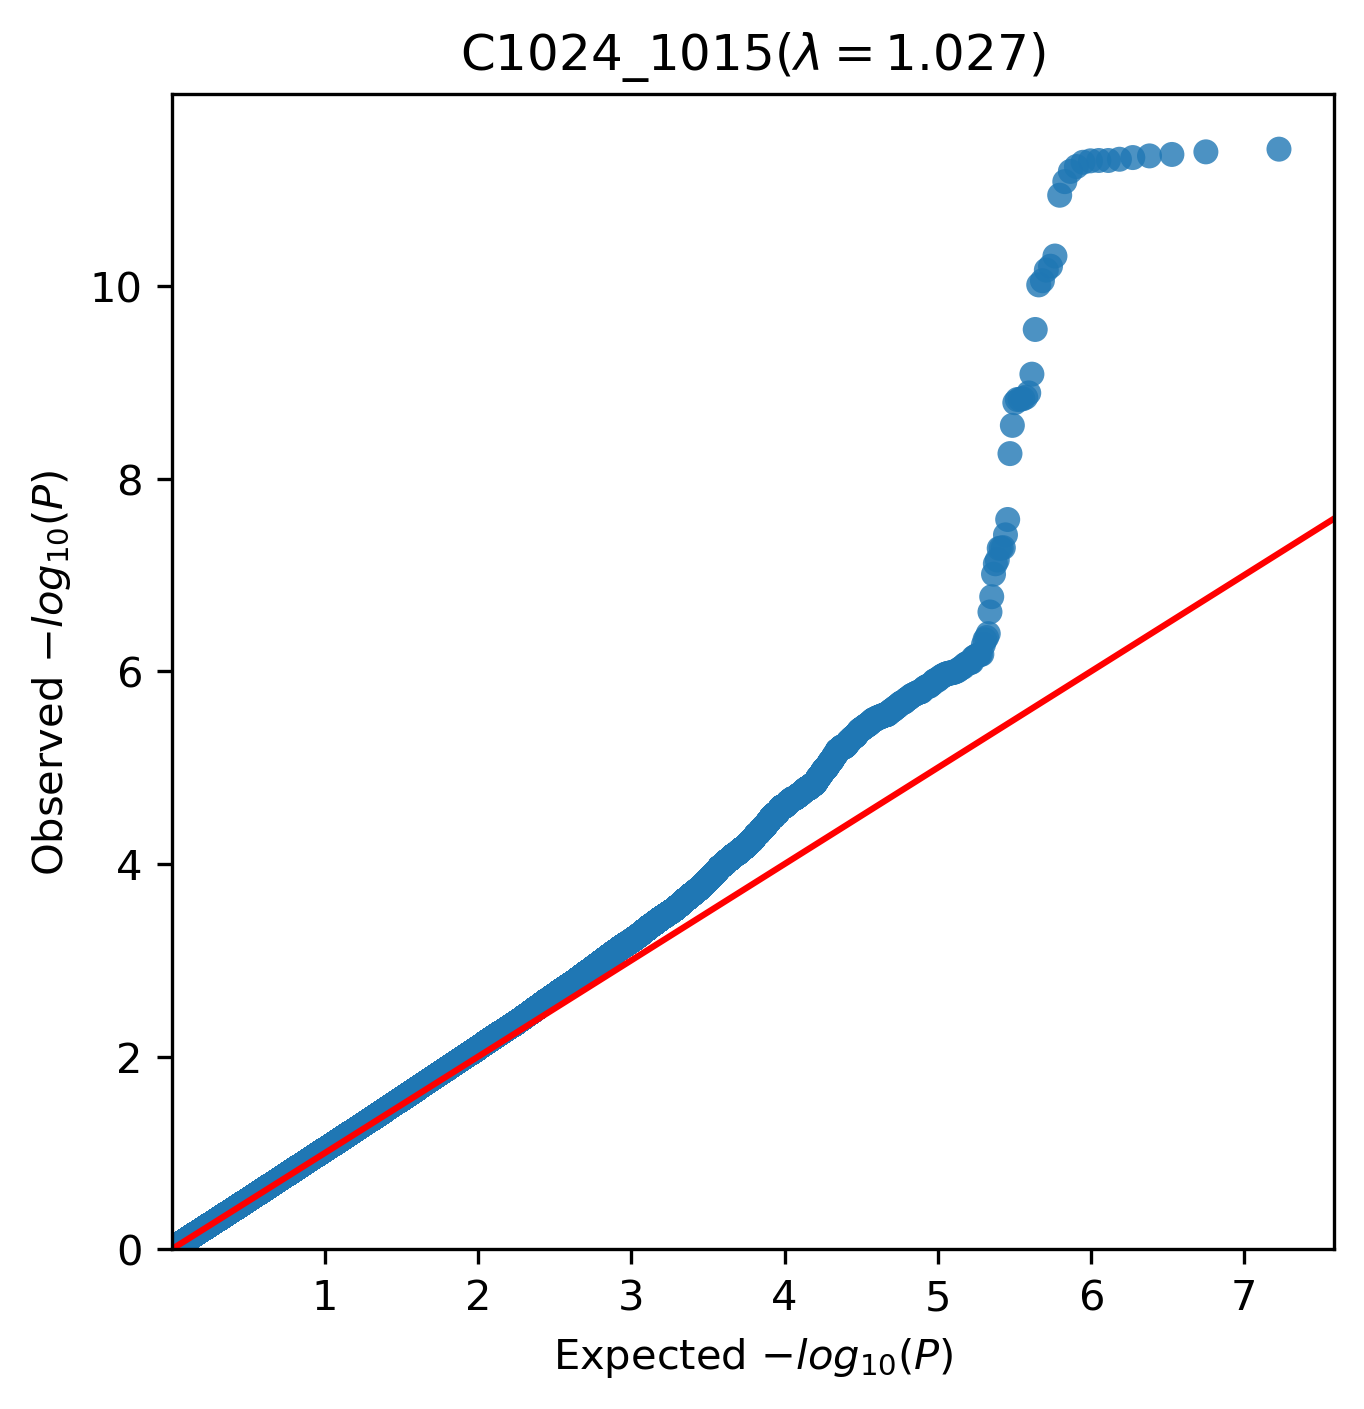 C1024_1015(λ = 1.027)
Observed −log₁₀(P)
10
8
6
4
2
0
1 2 3 4 5 6 7
Expected −log₁₀(P)